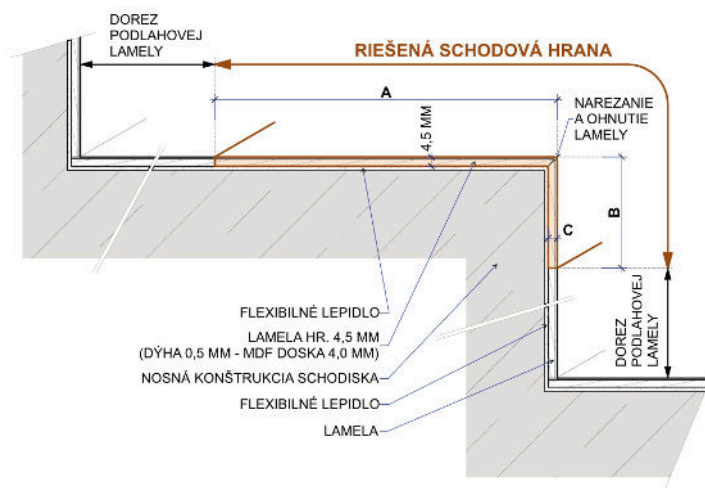 DOREZ
PODLAHOVEJ
LAMELY
RIEŠENÁ SCHODOVÁ HRANA
A
NAREZANIE
A OHNUTIE
LAMELY
4,5 MM
B
C
FLEXIBILNÉ LEPIDLO
LAMELA HR. 4,5 MM
(DÝHA 0,5 MM - MDF DOSKA 4,0 MM)
NOSNÁ KONŠTRUKCIA SCHODISKA
FLEXIBILNÉ LEPIDLO
LAMELA
DOREZ
PODLAHOVEJ
LAMELY